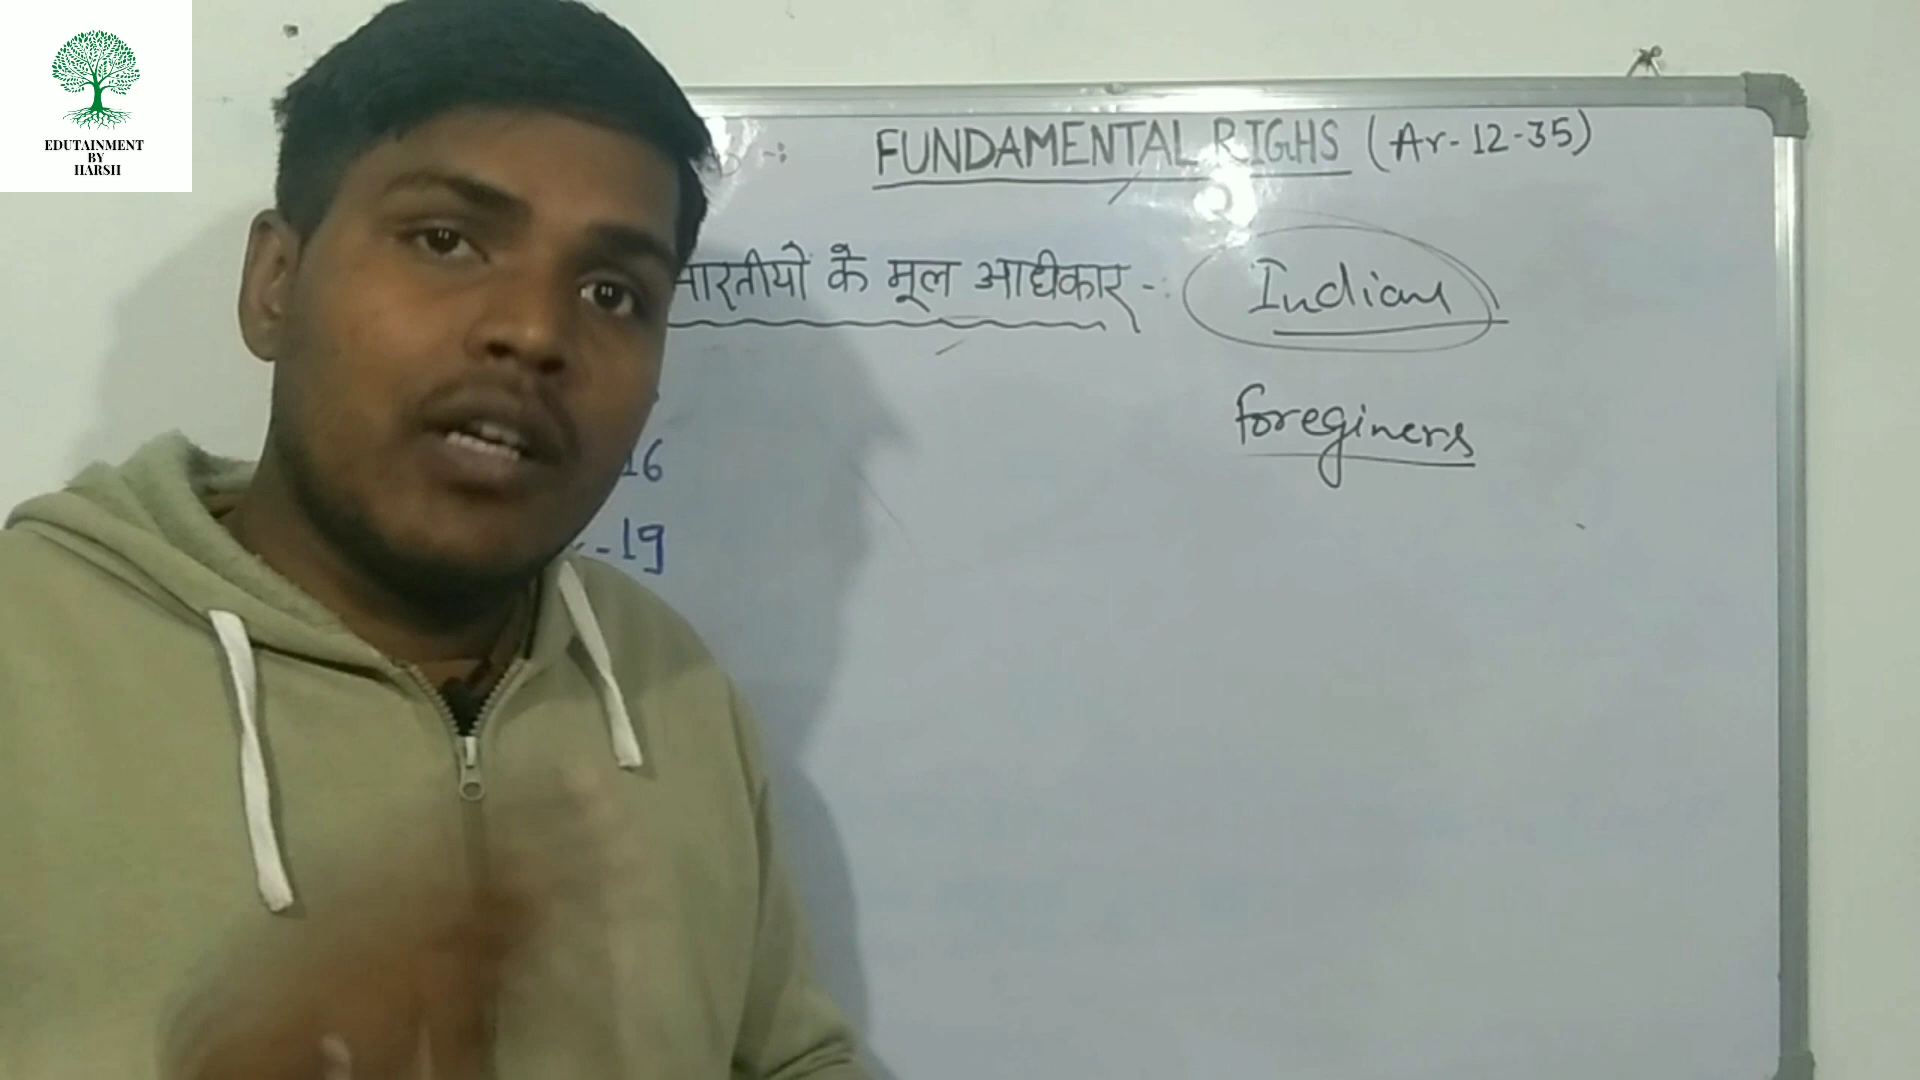 EDUTAINMENT
BY
HARSH
FUNDAMENTAL RIGHS (Ar-12-35)
भारतीयों के मूल आधीकार -: Indian
foreginers
16
-19